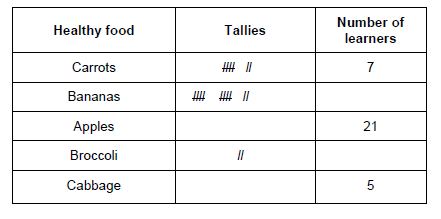 Healthy food Tallies Number of learners
Carrots 7
Bananas
Apples 21
Broccoli
Cabbage 5